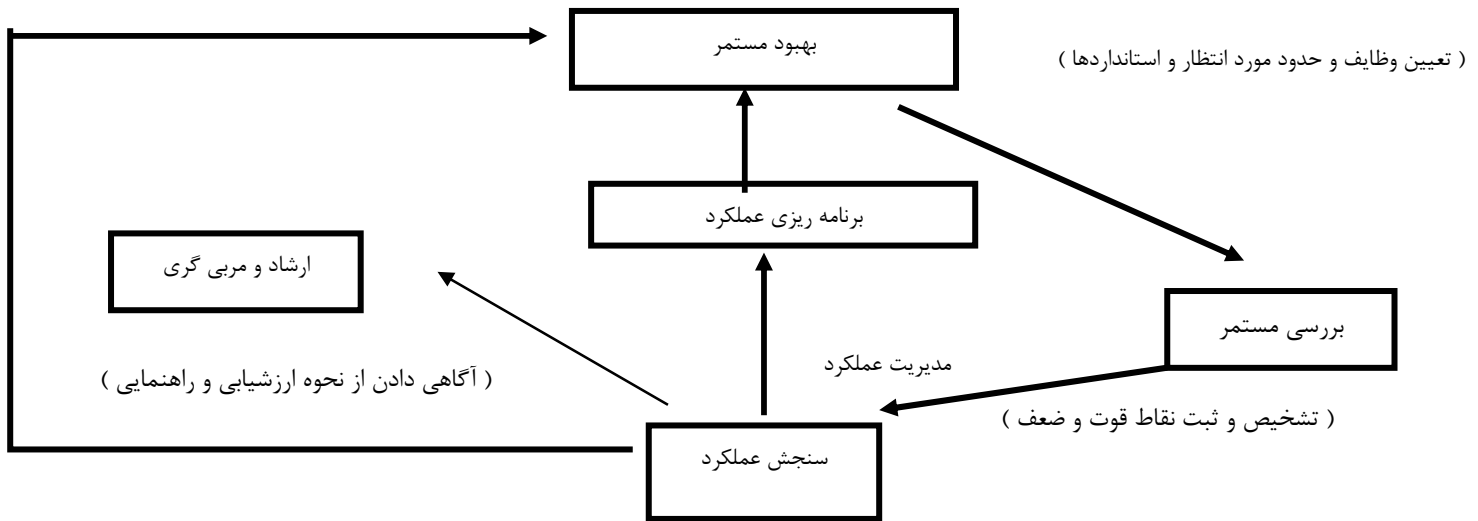 بهبود مستمر
( تعیین وظایف و حدود مورد انتظار و استانداردها )
برنامه ریزی عملکرد
ارشاد و مربی گری
بررسی مستمر
مدیریت عملکرد
( آگاهی دادن از نحوه ارزشیابی و راهنمایی )
( تشخیص و ثبت نقاط قوت و ضعف )
سنجش عملکرد